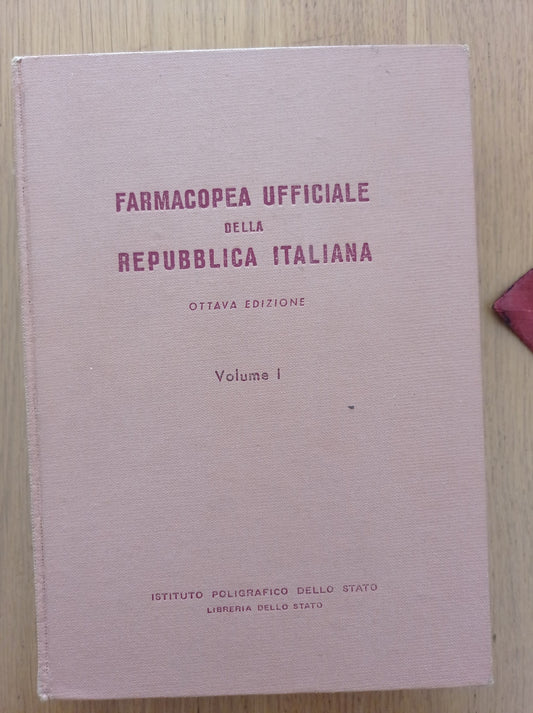 FARMACOPEA UFFICIALE
DELLA
REPUBBLICA ITALIANA
OTTAVA EDIZIONE
Volume I
ISTITUTO POLIGRAFICO DELLO STATO
LIBRERIA DELLO STATO